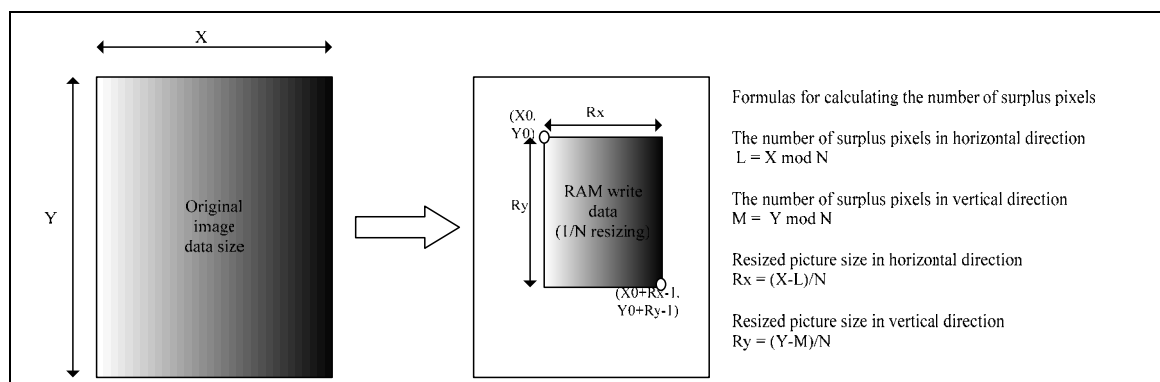 X
Y
Original
image
data size
(X0,
Y0)
Rx
Ry
RAM write
data
(1/N resizing)
(X0+Rx-1,
Y0+Ry-1)
Formulas for calculating the number of surplus pixels
The number of surplus pixels in horizontal direction
L = X mod N
The number of surplus pixels in vertical direction
M = Y mod N
Resized picture size in horizontal direction
Rx = (X-L)/N
Resized picture size in vertical direction
Ry = (Y-M)/N